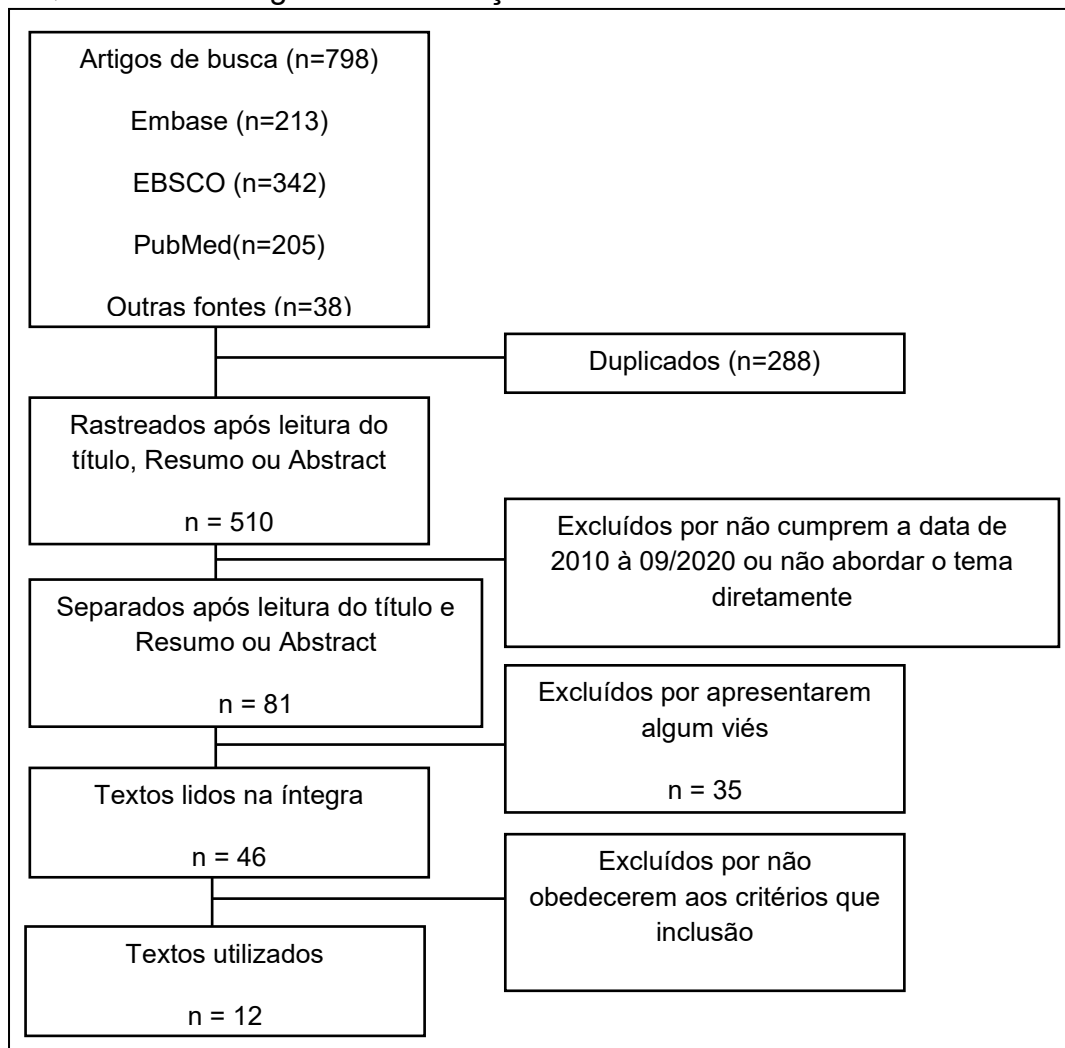 Artigos de busca (n=798)
Embase (n=213)
EBSCO (n=342)
PubMed(n=205)
Outras fontes (n=38)
Duplicados (n=288)
Rastreados após leitura do
título, Resumo ou Abstract
n = 510
Excluídos por não cumprem a data de
2010 à 09/2020 ou não abordar o tema
diretamente
Separados após leitura do título e
Resumo ou Abstract
n = 81
Excluídos por apresentarem
algum viés
n = 35
Textos lidos na íntegra
n = 46
Excluídos por não
obedecerem aos critérios que
inclusão
Textos utilizados
n = 12